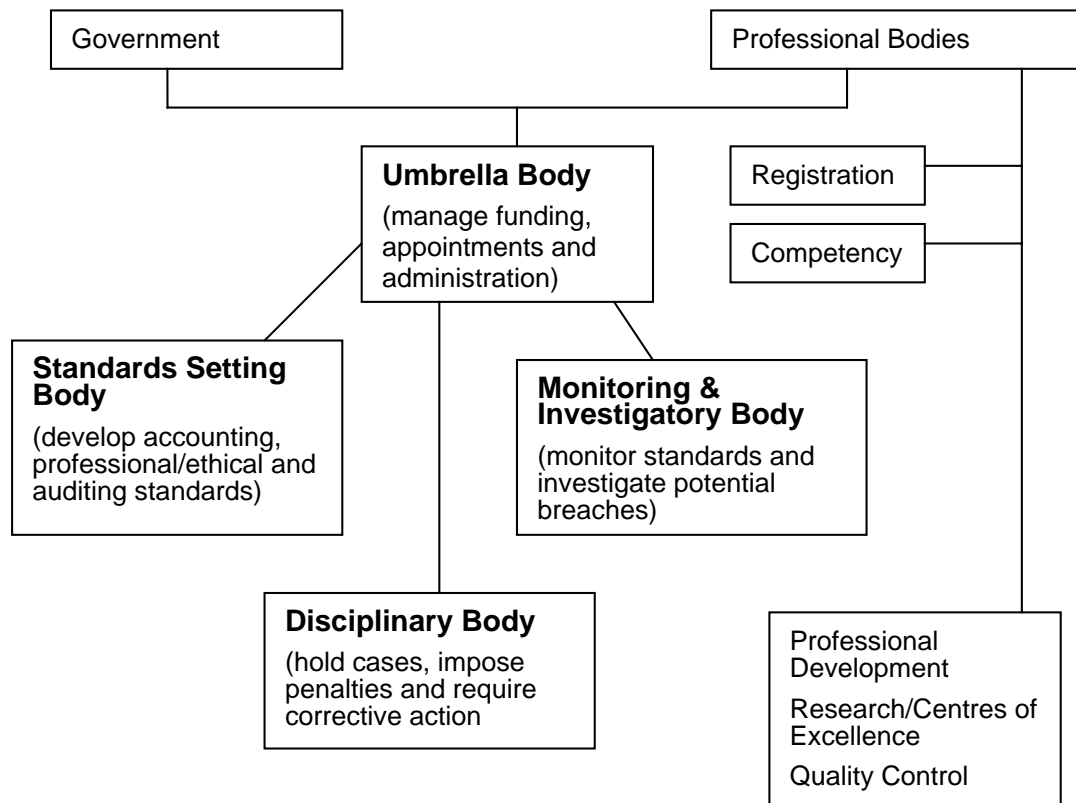 Government
Professional Bodies
Umbrella Body
(manage funding,
appointments and
administration)
Registration
Competency
Standards Setting
Body
(develop accounting,
professional/ethical and
auditing standards)
Monitoring &
Investigatory Body
(monitor standards and
investigate potential
breaches)
Disciplinary Body
(hold cases, impose
penalties and require
corrective action
Professional
Development
Research/Centres of
Excellence
Quality Control